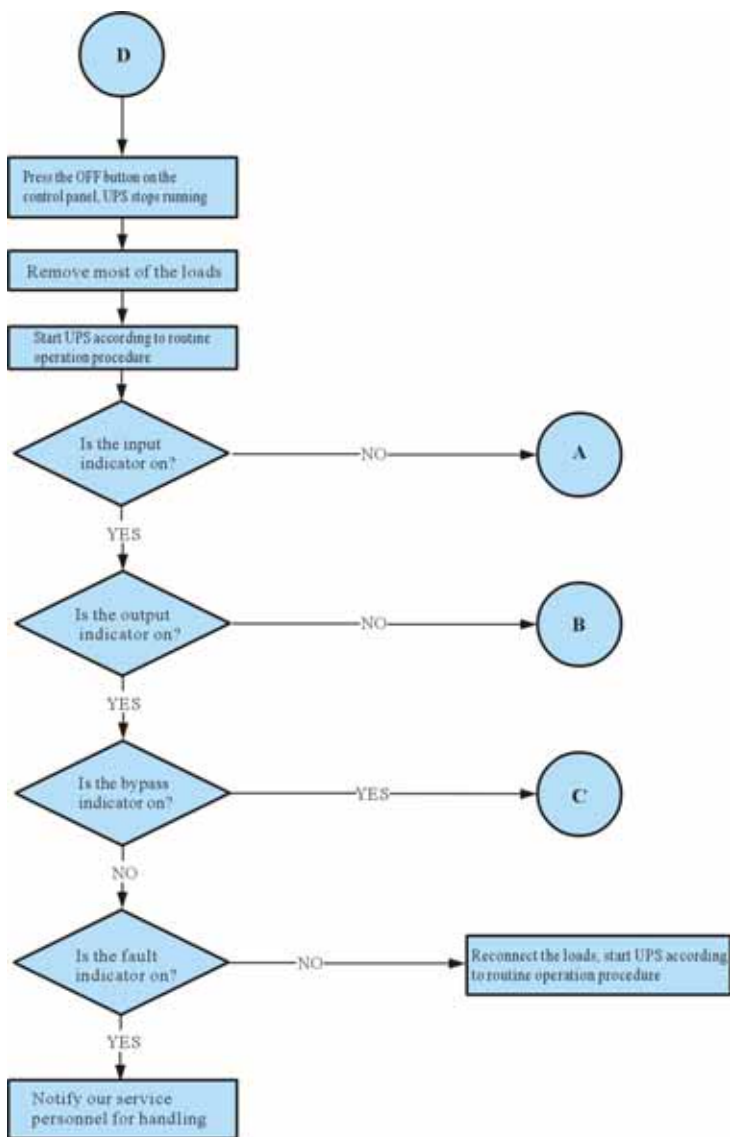 D
Press the OFF button on the
control panel, UPS stops running
Remove most of the loads
Start UPS according to routine
operation procedure
Is the input
indicator on?
NO
A
YES
Is the output
indicator on?
NO
B
YES
Is the bypass
indicator on?
YES
C
NO
Is the fault
indicator on?
NO
Reconnect the loads, start UPS according
to routine operation procedure
YES
Notify our service
personnel for handling